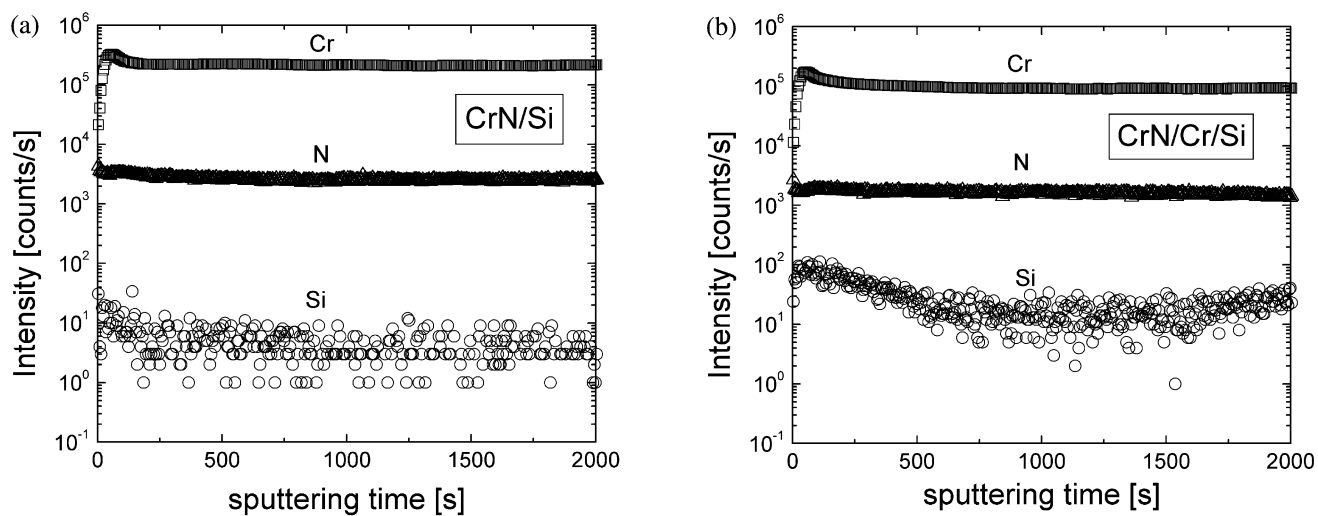 (a)
Intensity [counts/s]
10^6
10^5
10^4
10^3
10^2
10^1
10^0
10^-1
Cr
CrN/Si
N
Si
0 500 1000 1500 2000
sputtering time [s]
(b)
Intensity [counts/s]
10^6
10^5
10^4
10^3
10^2
10^1
10^0
10^-1
Cr
CrN/Cr/Si
N
Si
0 500 1000 1500 2000
sputtering time [s]